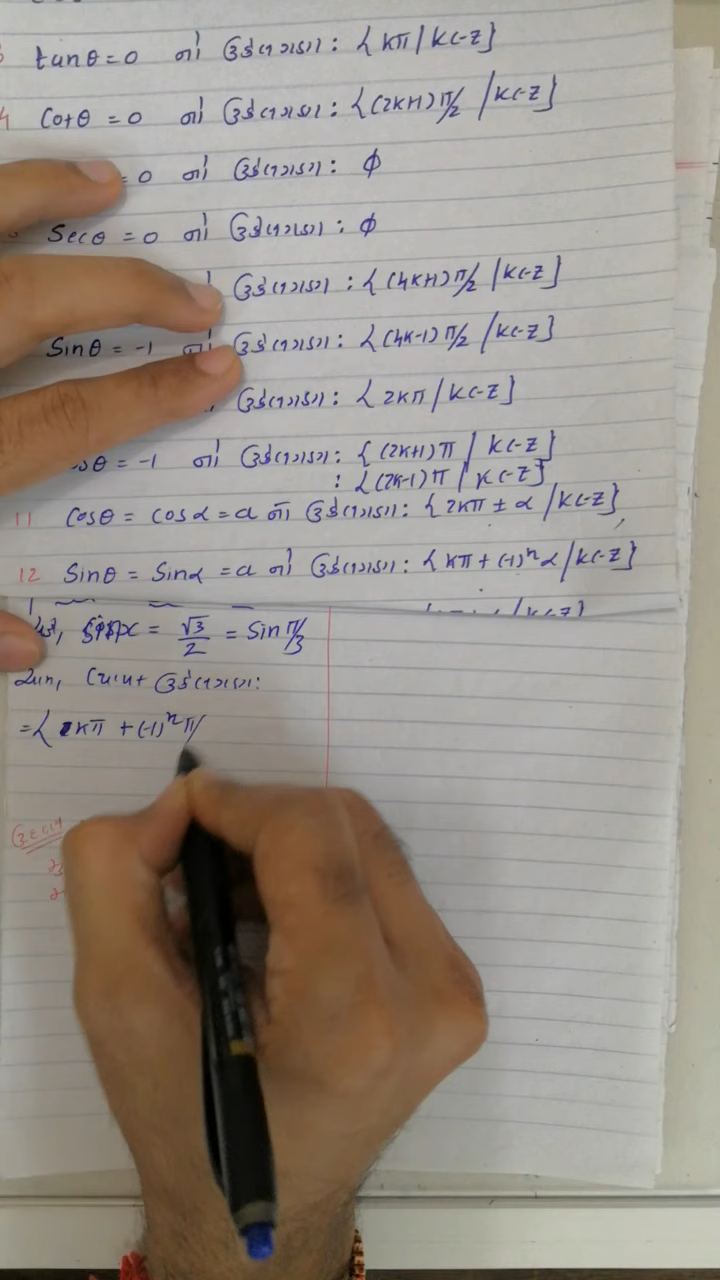 tanθ = 0 નો ઉકેલગણ: {kπ / k∈Z}
4 Cotθ = 0 નો ઉકેલગણ: {(2k+1)π/2 / k∈Z}
= 0 નો ઉકેલગણ: ϕ
Secθ = 0 નો ઉકેલગણ: ϕ
ઉકેલગણ: {(4k+1)π/2 / k∈Z}
Sinθ = -1 નો ઉકેલગણ: {(4k-1)π/2 / k∈Z}
ઉકેલગણ: {2kπ / k∈Z}
osθ = -1 નો ઉકેલગણ: {(2k+1)π / k∈Z}
: {(2k-1)π / k∈Z}
11 Cosθ = cosα = a નો ઉકેલગણ: {2kπ ± α / k∈Z}
12 Sinθ = Sinα = a નો ઉકેલગણ: {kπ + (-1)ⁿα / k∈Z}
= √3/2 = Sin π/3
ઉકેલગણ:
= { kπ + (-1)ⁿ π/